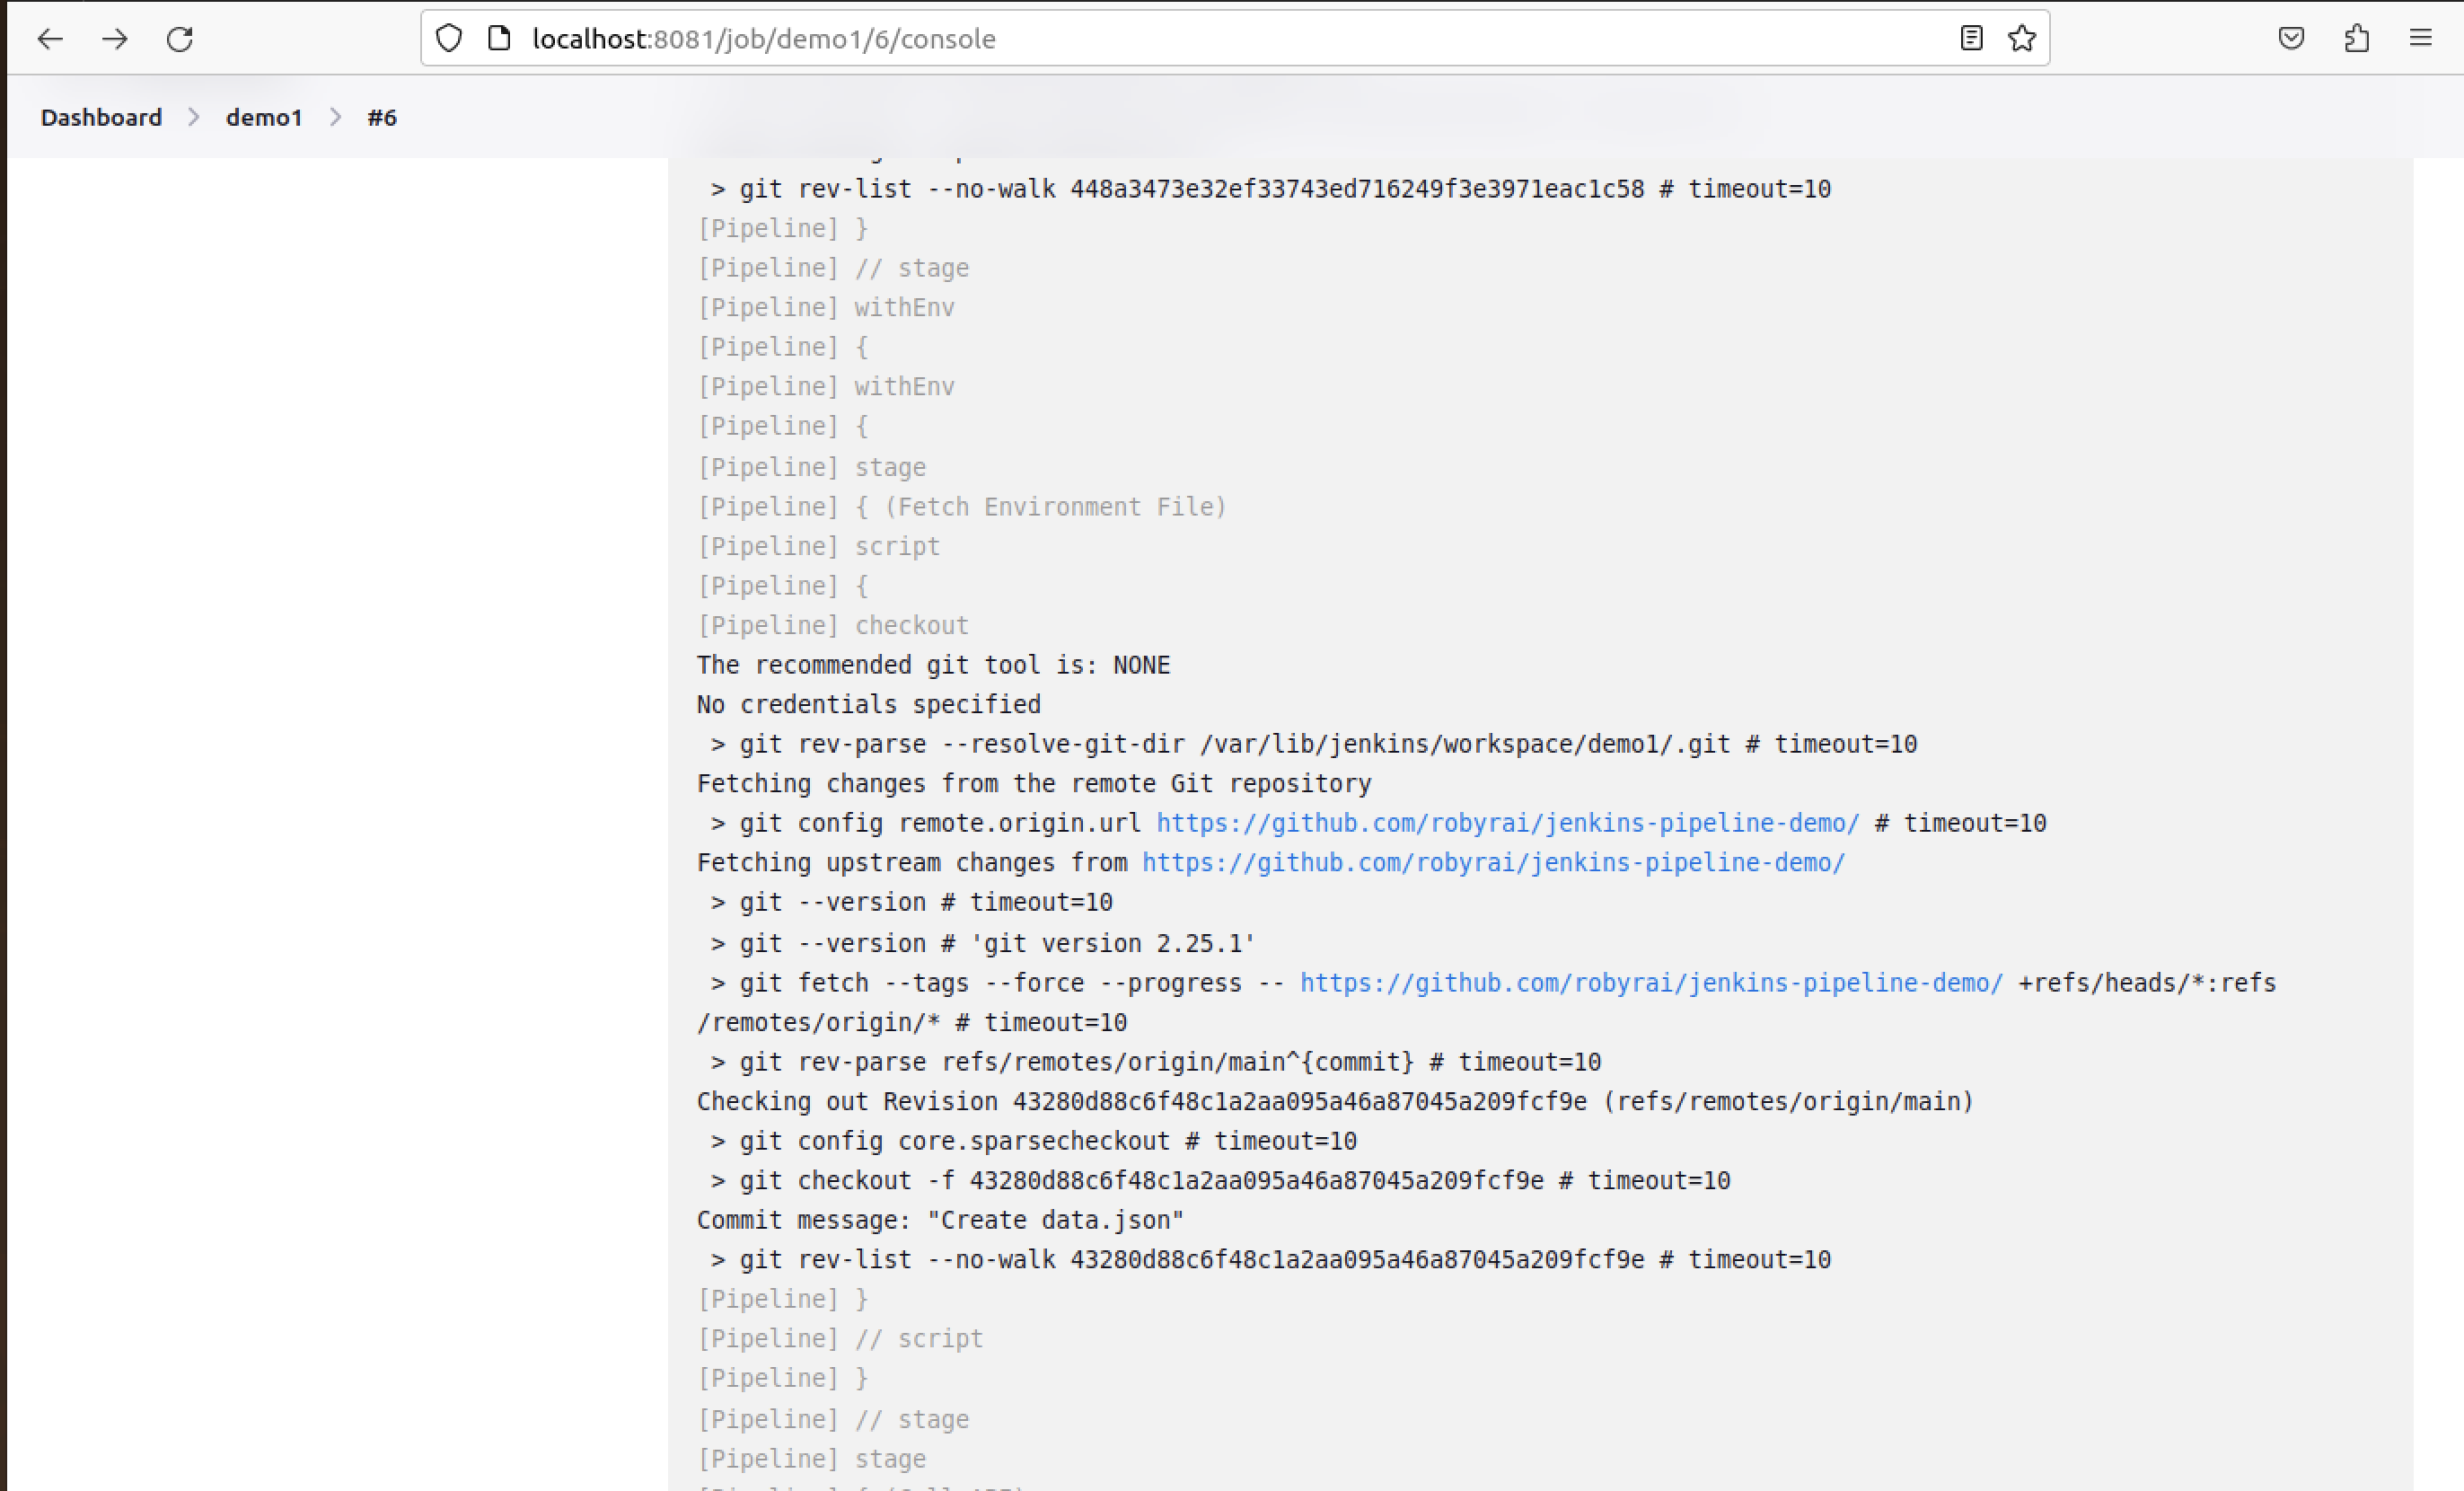 localhost:8081/job/demo1/6/console
Dashboard > demo1 > #6
> git rev-list --no-walk 448a3473e32ef33743ed716249f3e3971eac1c58 # timeout=10
[Pipeline] }
[Pipeline] // stage
[Pipeline] withEnv
[Pipeline] {
[Pipeline] withEnv
[Pipeline] {
[Pipeline] stage
[Pipeline] { (Fetch Environment File)
[Pipeline] script
[Pipeline] {
[Pipeline] checkout
The recommended git tool is: NONE
No credentials specified
> git rev-parse --resolve-git-dir /var/lib/jenkins/workspace/demo1/.git # timeout=10
Fetching changes from the remote Git repository
> git config remote.origin.url https://github.com/robyrai/jenkins-pipeline-demo/ # timeout=10
Fetching upstream changes from https://github.com/robyrai/jenkins-pipeline-demo/
> git --version # timeout=10
> git --version # 'git version 2.25.1'
> git fetch --tags --force --progress -- https://github.com/robyrai/jenkins-pipeline-demo/ +refs/heads/*:refs
/remotes/origin/* # timeout=10
> git rev-parse refs/remotes/origin/main^{commit} # timeout=10
Checking out Revision 43280d88c6f48c1a2aa095a46a87045a209fcf9e (refs/remotes/origin/main)
> git config core.sparsecheckout # timeout=10
> git checkout -f 43280d88c6f48c1a2aa095a46a87045a209fcf9e # timeout=10
Commit message: "Create data.json"
> git rev-list --no-walk 43280d88c6f48c1a2aa095a46a87045a209fcf9e # timeout=10
[Pipeline] }
[Pipeline] // script
[Pipeline] }
[Pipeline] // stage
[Pipeline] stage